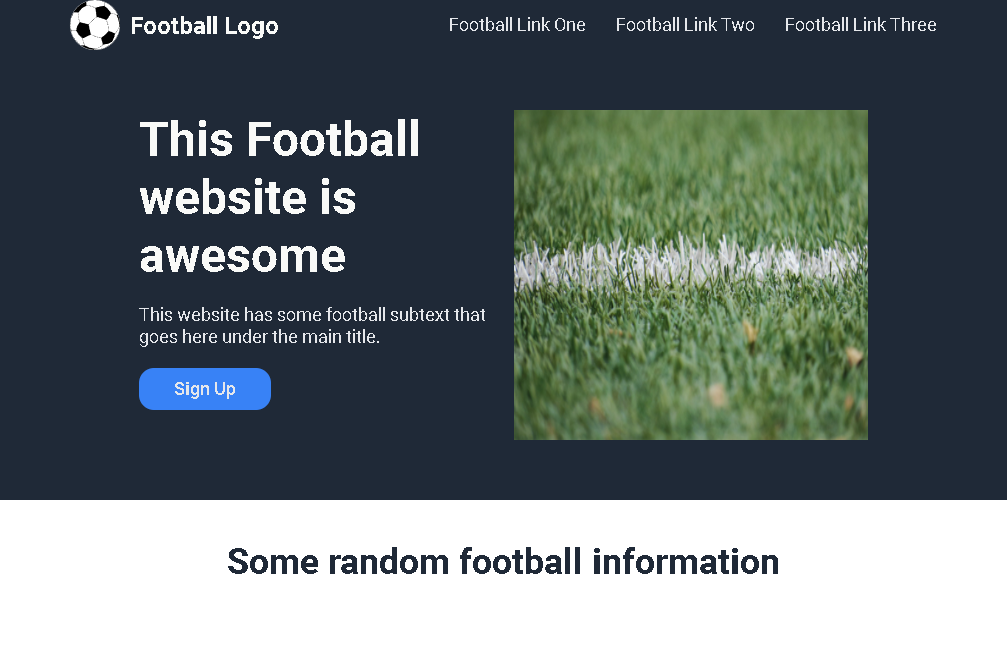 Football Logo
Football Link One
Football Link Two
Football Link Three
This Football
website is
awesome
This website has some football subtext that
goes here under the main title.
Sign Up
Some random football information